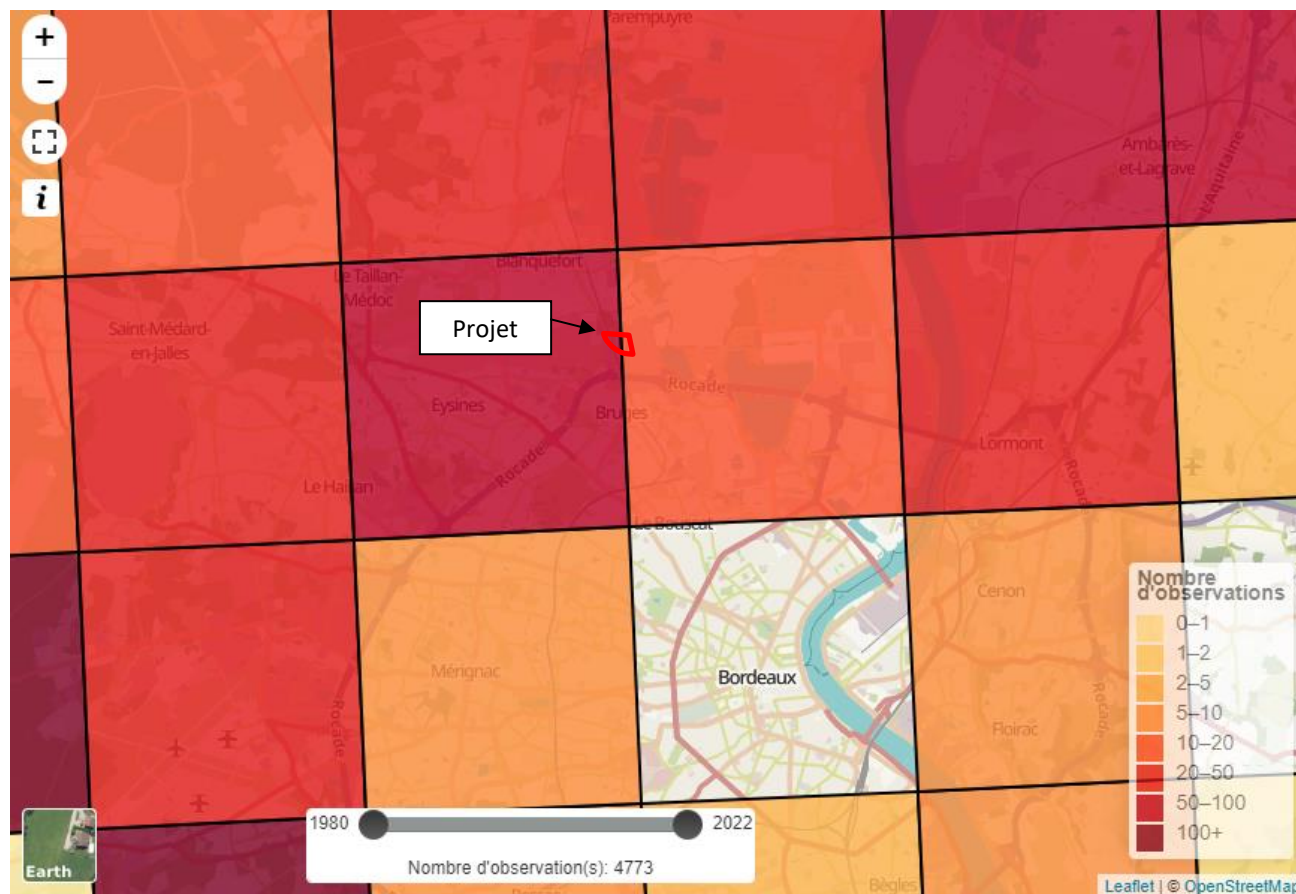 +
−
i
Parempuyre
Ambarès-
et-Lagrave
L'Aquitaine
Blanquefort
Le Taillan-
Médoc
Projet
Saint-Médard-
en-Jalles
Rocade
Eysines
Bruges
Lormont
Le Haillan
Rocade
Rocade
Le Bouscat
Cenon
Mérignac
Bordeaux
Floirac
Rocade
Rocade
Nombre
d'observations
0–1
1–2
2–5
5–10
10–20
20–50
50–100
100+
1980
2022
Nombre d'observation(s): 4773
Earth
Bègles
Leaflet | © OpenStreetMap